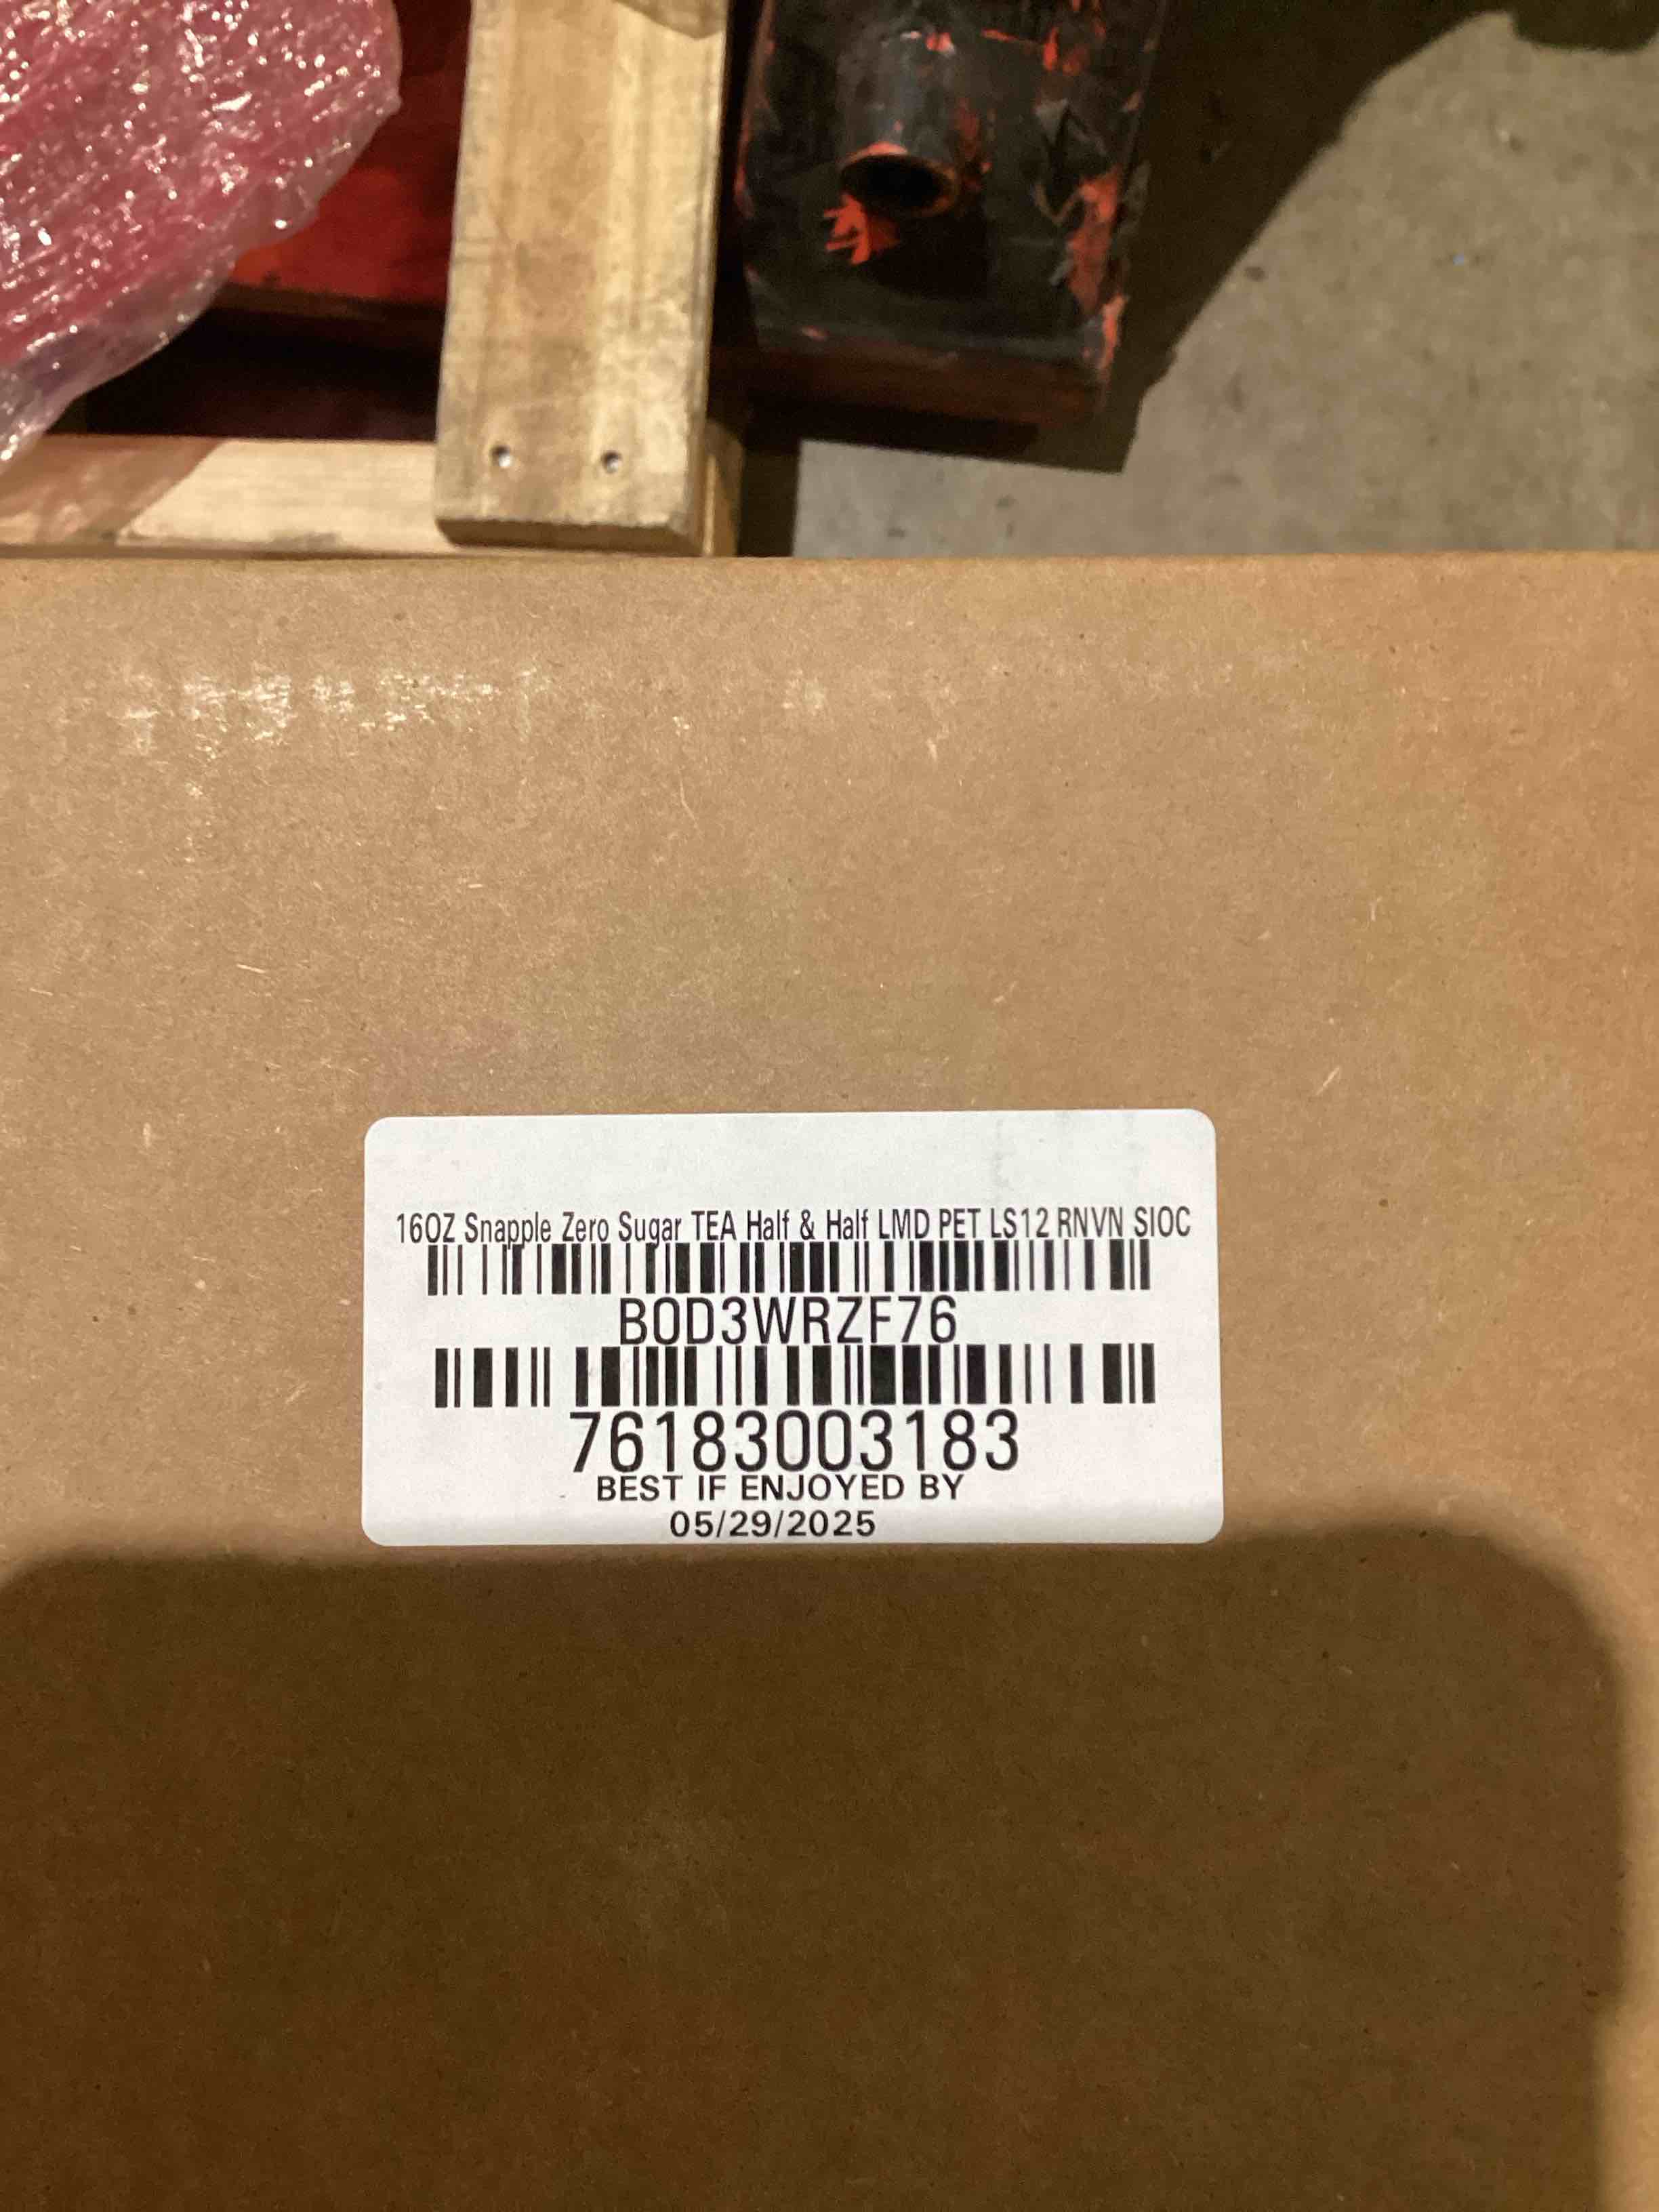 16OZ Snapple Zero Sugar TEA Half & Half LMD PET LS12 RNVN SIOC
B0D3WRZF76
76183003183
BEST IF ENJOYED BY
05/29/2025